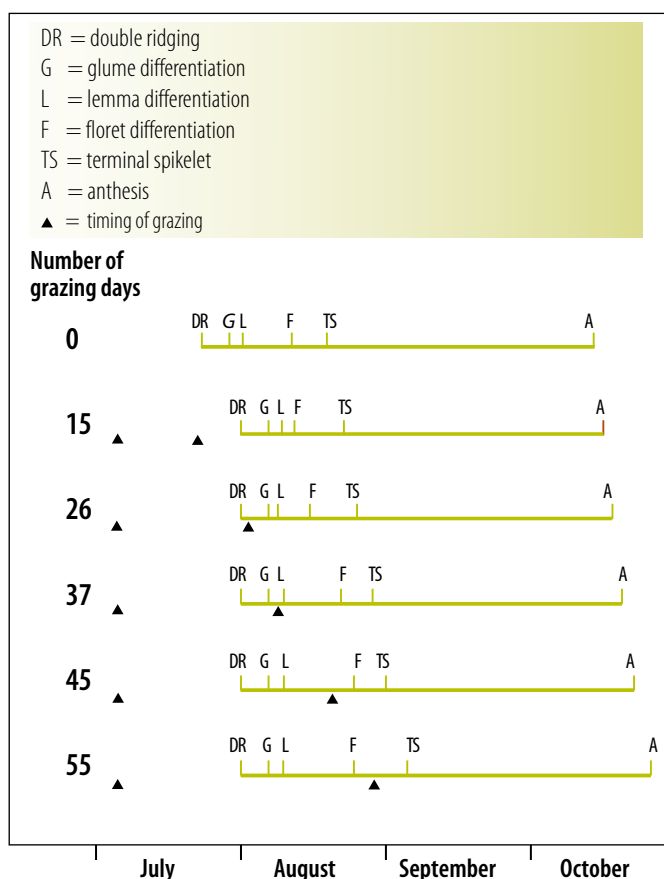 DR = double ridging
G = glume differentiation
L = lemma differentiation
F = floret differentiation
TS = terminal spikelet
A = anthesis
▲ = timing of grazing
Number of
grazing days
DR G L F TS A
0
DR G L F TS A
15
DR G L F TS A
26
DR G L F TS A
37
DR G L F TS A
45
DR G L F TS A
55
July August September October